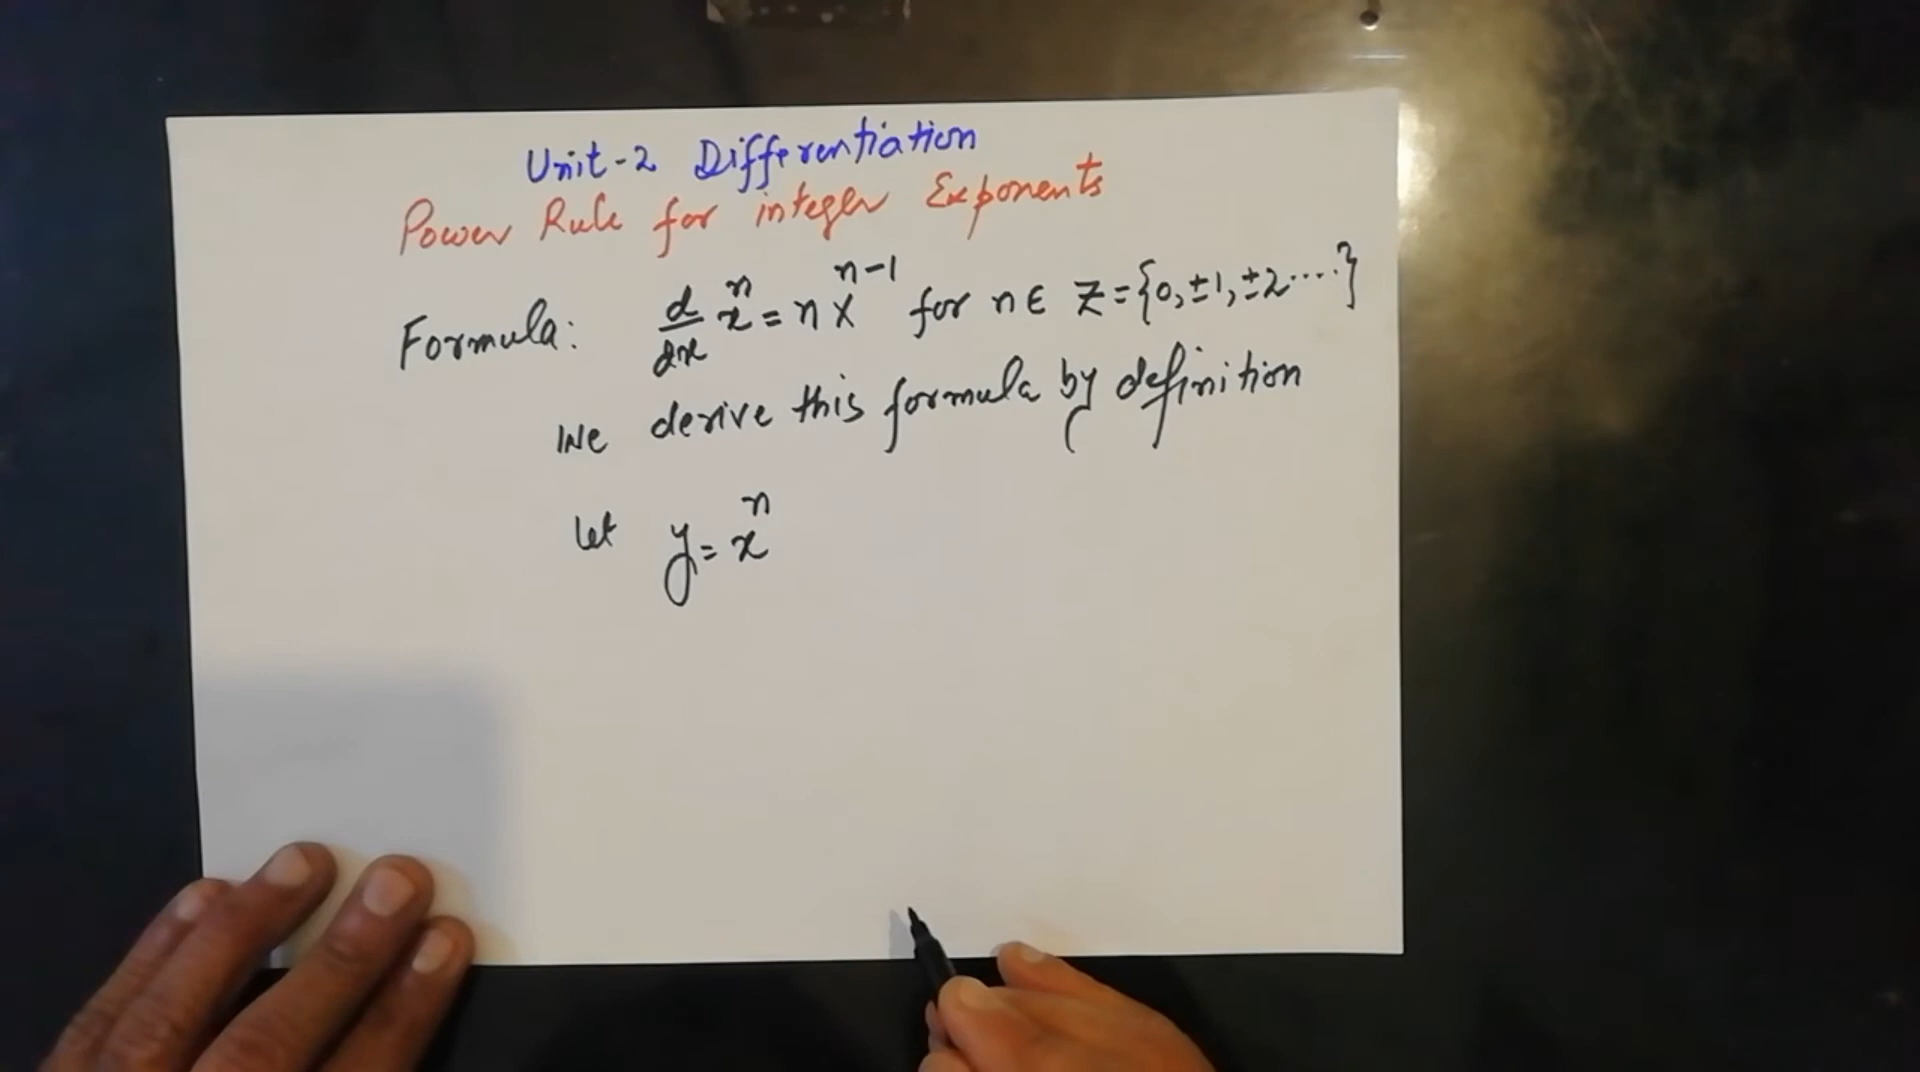 Unit-2 Differentiation
Power Rule for integer Exponents
Formula: d/dx x^n = n x^(n-1) for n ∈ Z = {0, ±1, ±2 ....}
We derive this formula by definition
let y = x^n